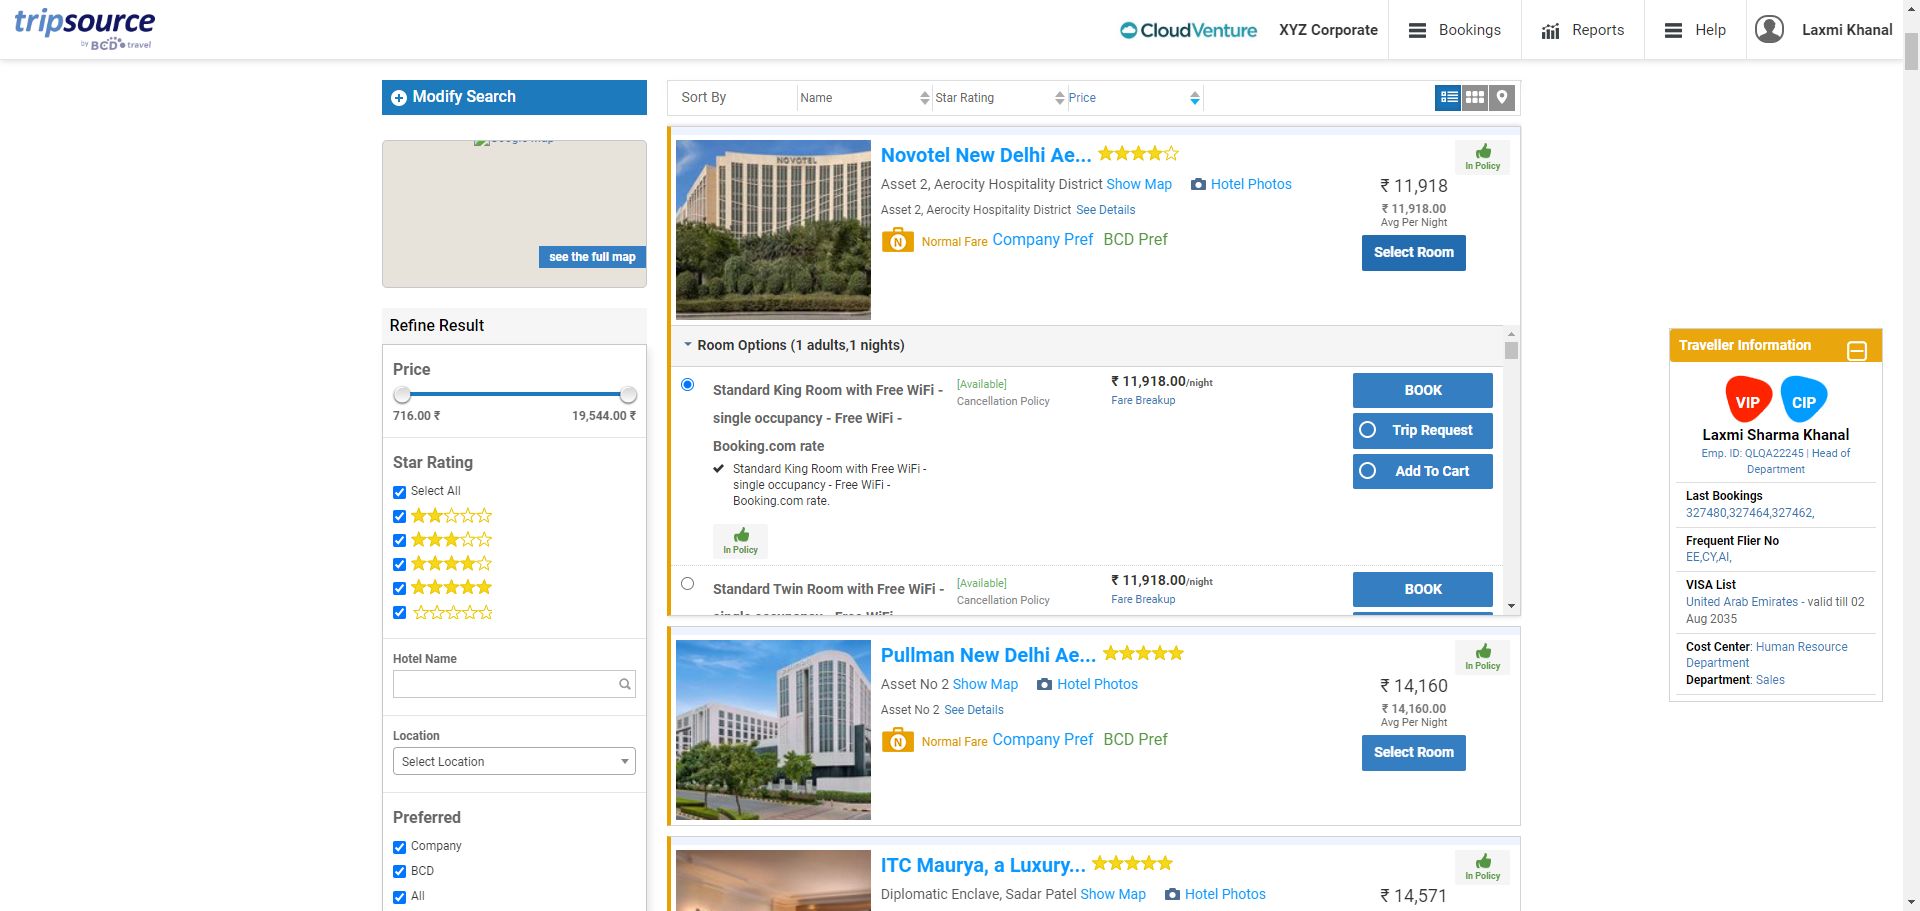 tripsource
by BCD travel
CloudVenture
XYZ Corporate
Bookings
Reports
Help
Laxmi Khanal
Modify Search
see the full map
Refine Result
Price
716.00 ₹
19,544.00 ₹
Star Rating
Select All
Hotel Name
Location
Select Location
Preferred
Company
BCD
All
Sort By
Name
Star Rating
Price
NOVOTEL
Novotel New Delhi Ae...
In Policy
Asset 2, Aerocity Hospitality District Show Map Hotel Photos
Asset 2, Aerocity Hospitality District See Details
N Normal Fare Company Pref BCD Pref
₹ 11,918
₹ 11,918.00
Avg Per Night
Select Room
Room Options (1 adults,1 nights)
Standard King Room with Free WiFi -
single occupancy - Free WiFi -
Booking.com rate
Standard King Room with Free WiFi -
single occupancy - Free WiFi -
Booking.com rate.
In Policy
[Available]
Cancellation Policy
₹ 11,918.00/night
Fare Breakup
BOOK
Trip Request
Add To Cart
Standard Twin Room with Free WiFi -
single occupancy - Free WiFi -
[Available]
Cancellation Policy
₹ 11,918.00/night
Fare Breakup
BOOK
Pullman New Delhi Ae...
In Policy
Asset No 2 Show Map Hotel Photos
Asset No 2 See Details
N Normal Fare Company Pref BCD Pref
₹ 14,160
₹ 14,160.00
Avg Per Night
Select Room
ITC Maurya, a Luxury...
In Policy
Diplomatic Enclave, Sadar Patel Show Map Hotel Photos
₹ 14,571
Traveller Information
VIP
CIP
Laxmi Sharma Khanal
Emp. ID: QLQA22245 | Head of
Department
Last Bookings
327480,327464,327462,
Frequent Flier No
EE,CY,AI,
VISA List
United Arab Emirates - valid till 02
Aug 2035
Cost Center: Human Resource
Department
Department: Sales